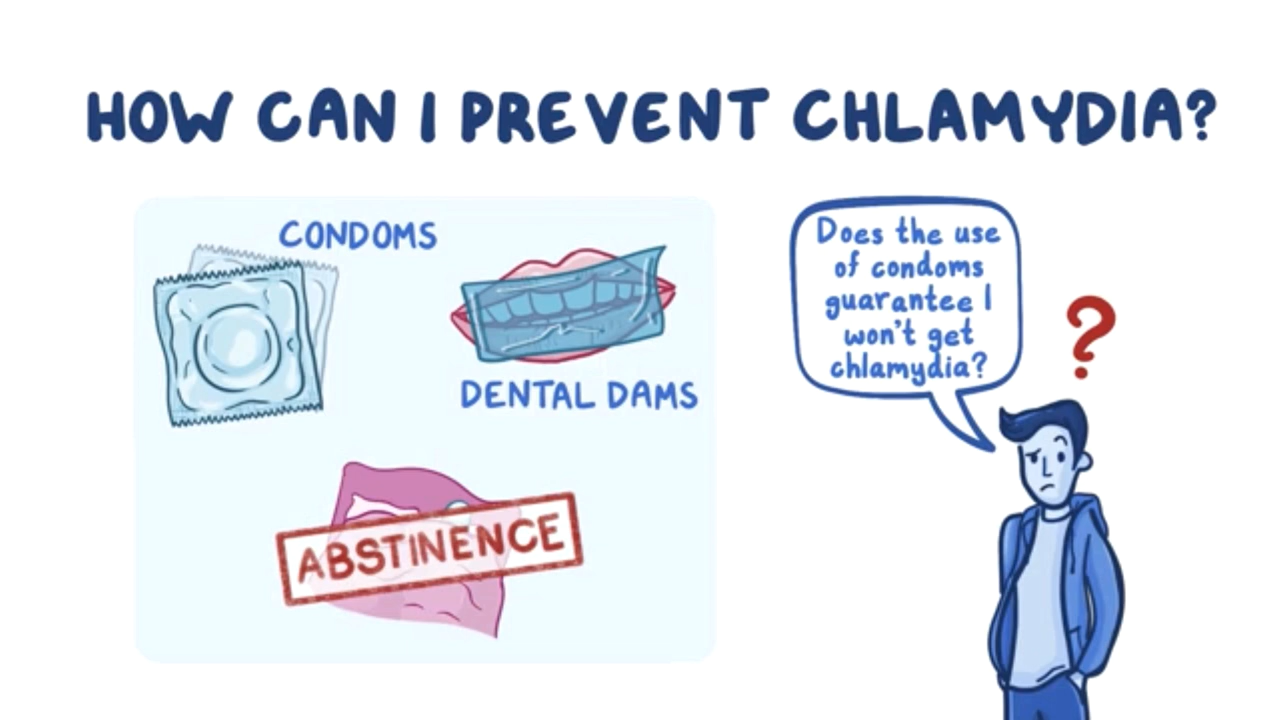 HOW CAN I PREVENT CHLAMYDIA?
CONDOMS
DENTAL DAMS
ABSTINENCE
Does the use
of condoms
guarantee I
won't get
chlamydia?
?